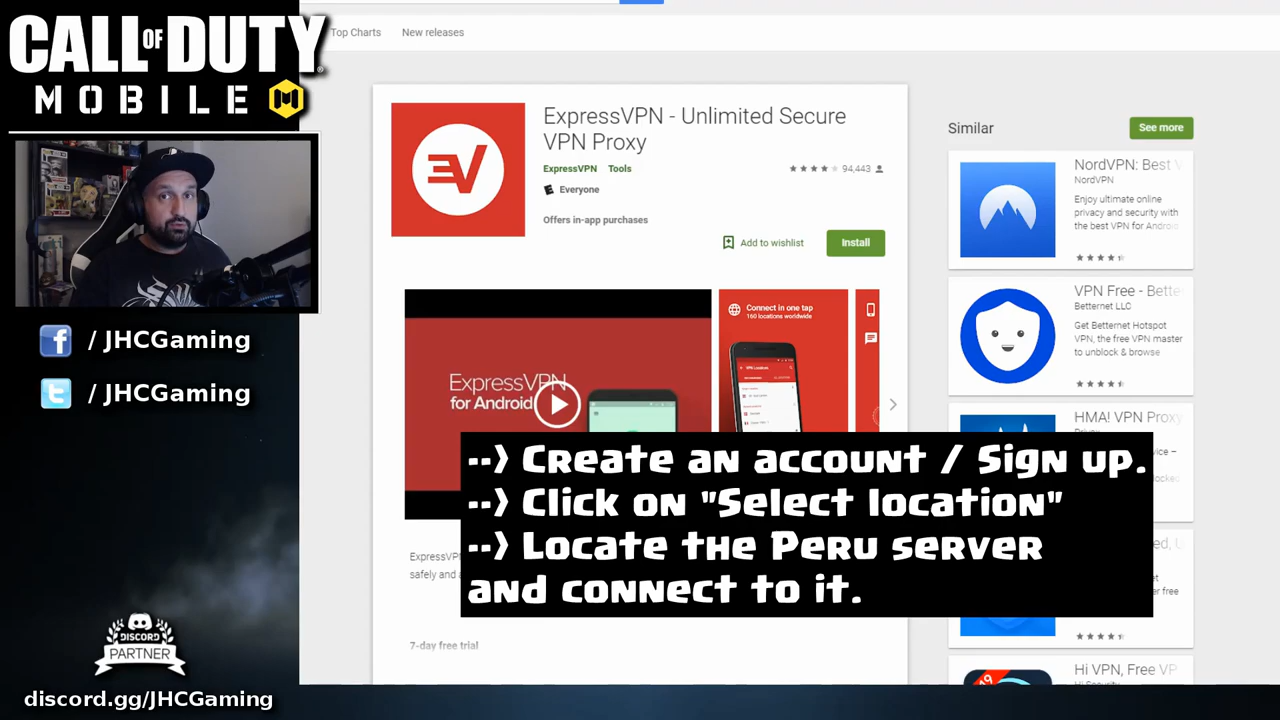 CALL OF DUTY
MOBILE
/ JHCGaming
/ JHCGaming
DISCORD
PARTNER
discord.gg/JHCGaming
Top Charts New releases
EV
ExpressVPN - Unlimited Secure
VPN Proxy
ExpressVPN Tools
94,443
Everyone
Offers in-app purchases
Add to wishlist
Install
ExpressVPN
for Android
Connect in one tap
160 locations worldwide
--> Create an account / Sign up.
--> Click on "Select location"
--> Locate the Peru server
and connect to it.
ExpressVPN
safely and
7-day free trial
Similar
See more
NordVPN: Best
NordVPN
Enjoy ultimate online
privacy and security with
the best VPN for Android
VPN Free - Bette
Betternet LLC
Get Betternet Hotspot
VPN, the free VPN master
to unblock & browse
HMA! VPN Proxy
Hi VPN, Free VP